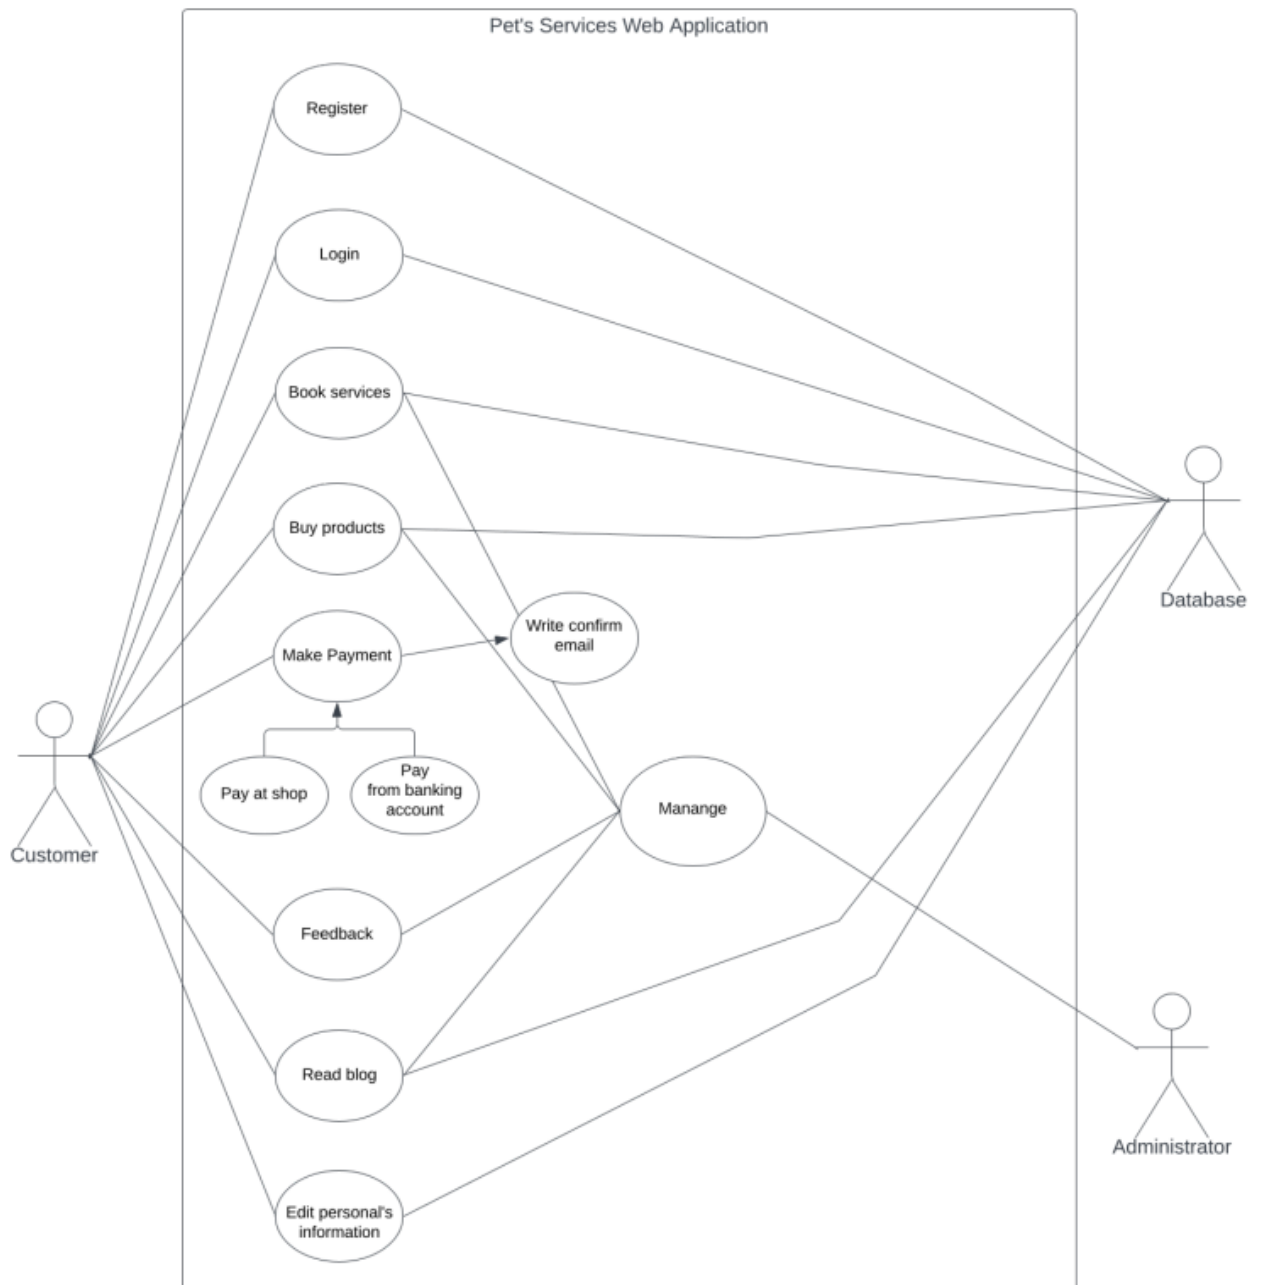 Pet's Services Web Application
Register
Login
Book services
Buy products
Write confirm
email
Make Payment
Pay at shop
Pay
from banking
account
Manange
Database
Customer
Feedback
Read blog
Administrator
Edit personal's
information